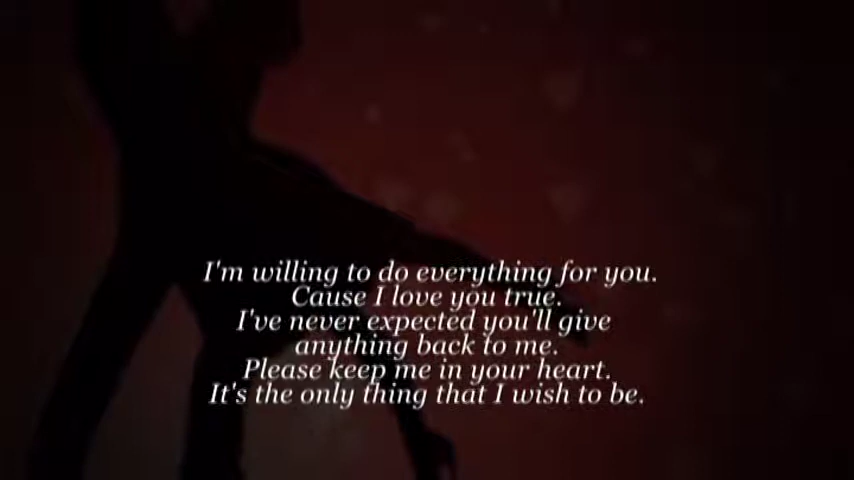 I'm willing to do everything for you.
Cause I love you true.
I've never expected you'll give
anything back to me.
Please keep me in your heart.
It's the only thing that I wish to be.